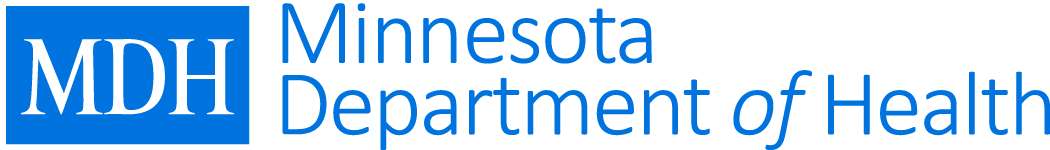 MDH
Minnesota
Department of Health